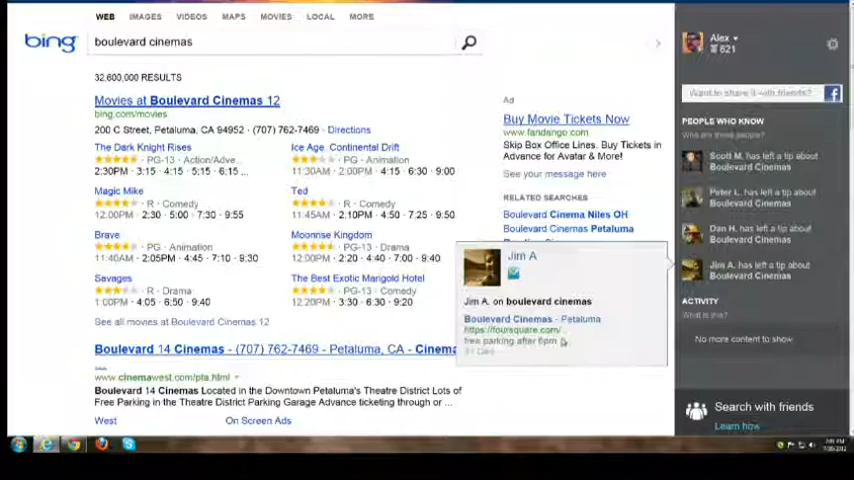 WEB IMAGES VIDEOS MAPS MOVIES LOCAL MORE
bing
boulevard cinemas
32,600,000 RESULTS
Movies at Boulevard Cinemas 12
bing.com/movies
200 C Street, Petaluma, CA 94952 · (707) 762-7469 · Directions
The Dark Knight Rises
PG-13 · Action/Adve...
2:30PM · 3:15 · 4:15 · 5:15 · 6:15 ...
Ice Age: Continental Drift
PG · Animation
11:30AM · 2:00PM · 4:15 · 6:30 · 9:00
Magic Mike
R · Comedy
12:00PM · 2:30 · 5:00 · 7:30 · 9:55
Ted
R · Comedy
11:45AM · 2:10PM · 4:50 · 7:25 · 9:50
Brave
PG · Animation
11:40AM · 2:05PM · 4:45 · 7:10 · 9:30
Moonrise Kingdom
PG-13 · Drama
12:00PM · 2:20 · 4:40 · 7:00 · 9:40
Savages
R · Drama
1:00PM · 4:05 · 6:50 · 9:40
The Best Exotic Marigold Hotel
PG-13 · Comedy
12:20PM · 3:30 · 6:30 · 9:20
See all movies at Boulevard Cinemas 12
Boulevard 14 Cinemas - (707) 762-7469 - Petaluma, CA - Cinema
...
www.cinemawest.com/pta.html
Boulevard 14 Cinemas Located in the Downtown Petaluma's Theatre District Lots of
Free Parking in the Theatre District Parking Garage Advance ticketing through or ...
West On Screen Ads
Ad
Buy Movie Tickets Now
www.fandango.com
Skip Box Office Lines. Buy Tickets in
Advance for Avatar & More!
See your message here
RELATED SEARCHES
Boulevard Cinema Niles OH
Boulevard Cinemas Petaluma
Jim A
Jim A. on boulevard cinemas
Boulevard Cinemas - Petaluma
https://foursquare.com/
free parking after 6pm
Alex
821
Want to share it with friends?
PEOPLE WHO KNOW
Who are these people?
Scott M. has left a tip about
Boulevard Cinemas
Peter L. has left a tip about
Boulevard Cinemas
Dan H. has left a tip about
Boulevard Cinemas
Jim A. has left a tip about
Boulevard Cinemas
ACTIVITY
What is this?
No more content to show
Search with friends
Learn how